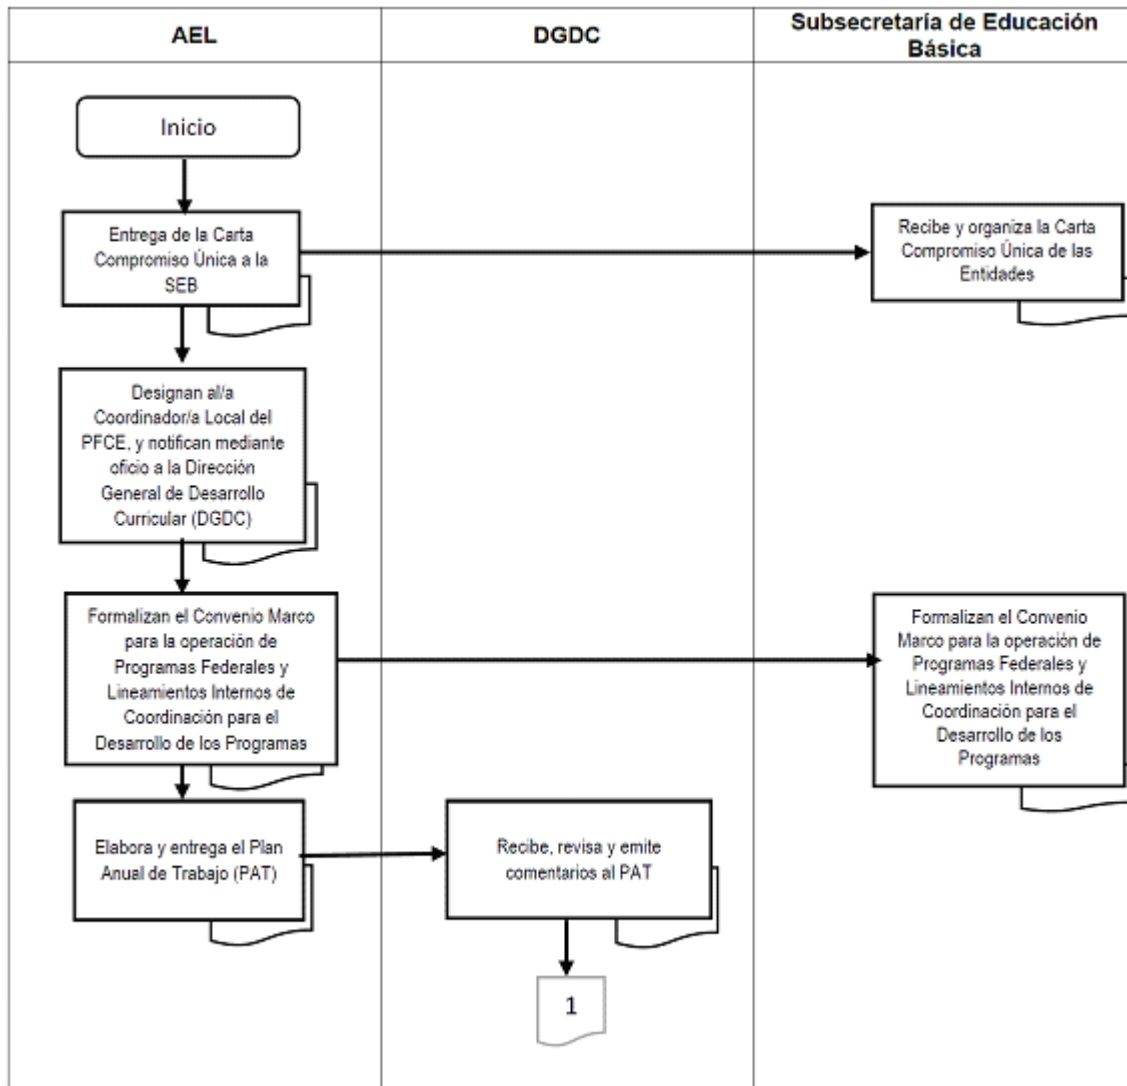 AEL
DGDC
Subsecretaría de Educación
Básica
Inicio
Entrega de la Carta
Compromiso Única a la
SEB
Recibe y organiza la Carta
Compromiso Única de las
Entidades
Designan al/a
Coordinador/a Local del
PFCE, y notifican mediante
oficio a la Dirección
General de Desarrollo
Curricular (DGDC)
Formalizan el Convenio Marco
para la operación de
Programas Federales y
Lineamientos Internos de
Coordinación para el
Desarrollo de los Programas
Formalizan el Convenio
Marco para la operación de
Programas Federales y
Lineamientos Internos de
Coordinación para el
Desarrollo de los
Programas
Elabora y entrega el Plan
Anual de Trabajo (PAT)
Recibe, revisa y emite
comentarios al PAT
1